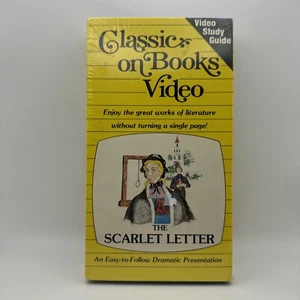 Video
Study
Guide
Classic
on Books
Video
Enjoy the great works of literature
without turning a single page!
THE
SCARLET LETTER
An Easy-to-Follow Dramatic Presentation